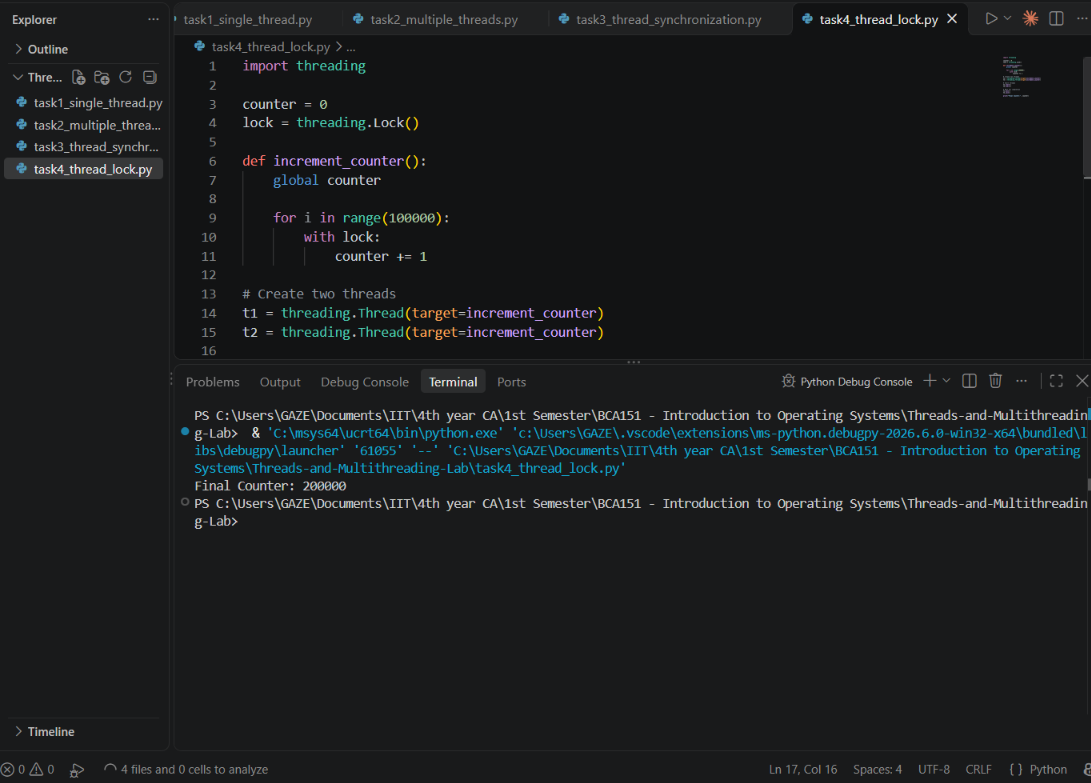 Explorer
task1_single_thread.py
task2_multiple_threads.py
task3_thread_synchronization.py
task4_thread_lock.py
Outline
Thre...
task1_single_thread.py
task2_multiple_threa...
task3_thread_synchr...
task4_thread_lock.py
task4_thread_lock.py > ...
1 import threading
2
3 counter = 0
4 lock = threading.Lock()
5
6 def increment_counter():
7 global counter
8
9 for i in range(100000):
10 with lock:
11 counter += 1
12
13 # Create two threads
14 t1 = threading.Thread(target=increment_counter)
15 t2 = threading.Thread(target=increment_counter)
16
Problems Output Debug Console Terminal Ports
Python Debug Console
PS C:\Users\GAZE\Documents\IIT\4th year CA\1st Semester\BCA151 - Introduction to Operating Systems\Threads-and-Multithreadin
g-Lab> & 'C:\msys64\ucrt64\bin\python.exe' 'c:\Users\GAZE\.vscode\extensions\ms-python.debugpy-2026.6.0-win32-x64\bundled\l
ibs\debugpy\launcher' '61055' '--' 'C:\Users\GAZE\Documents\IIT\4th year CA\1st Semester\BCA151 - Introduction to Operating
Systems\Threads-and-Multithreading-Lab\task4_thread_lock.py'
Final Counter: 200000
PS C:\Users\GAZE\Documents\IIT\4th year CA\1st Semester\BCA151 - Introduction to Operating Systems\Threads-and-Multithreadin
g-Lab>
Timeline
0 0 4 files and 0 cells to analyze
Ln 17, Col 16 Spaces: 4 UTF-8 CRLF { } Python